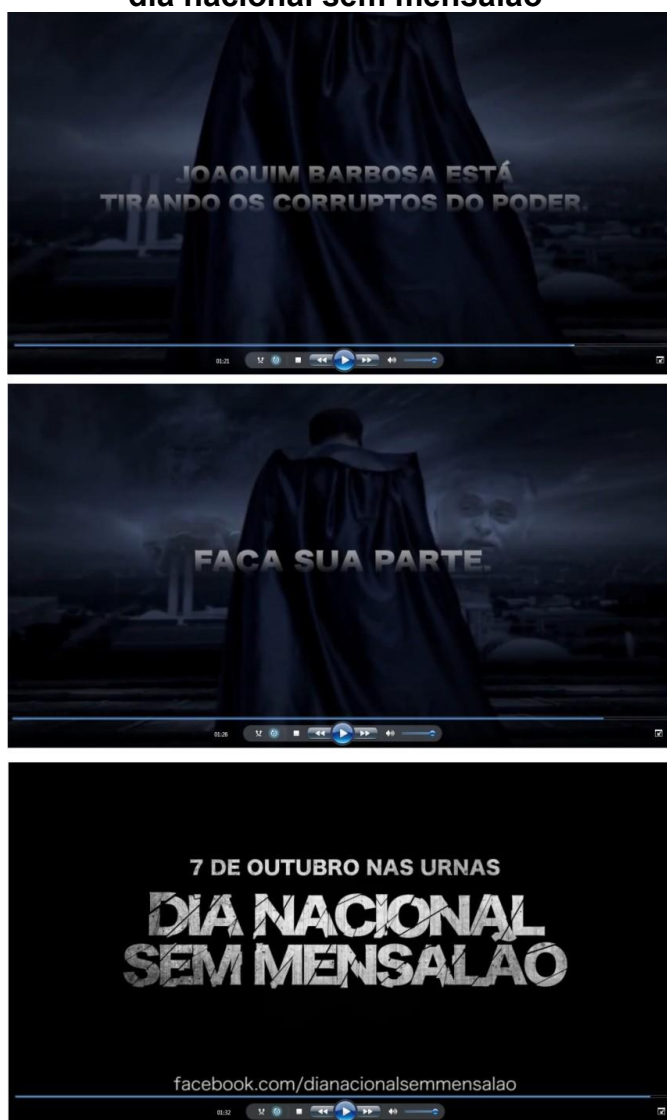 dia nacional sem mensalão
JOAQUIM BARBOSA ESTÁ
TIRANDO OS CORRUPTOS DO PODER.
01:21
FAÇA SUA PARTE.
01:26
7 DE OUTUBRO NAS URNAS
DIA NACIONAL
SEM MENSALÃO
facebook.com/dianacionalsemmensalao
01:32